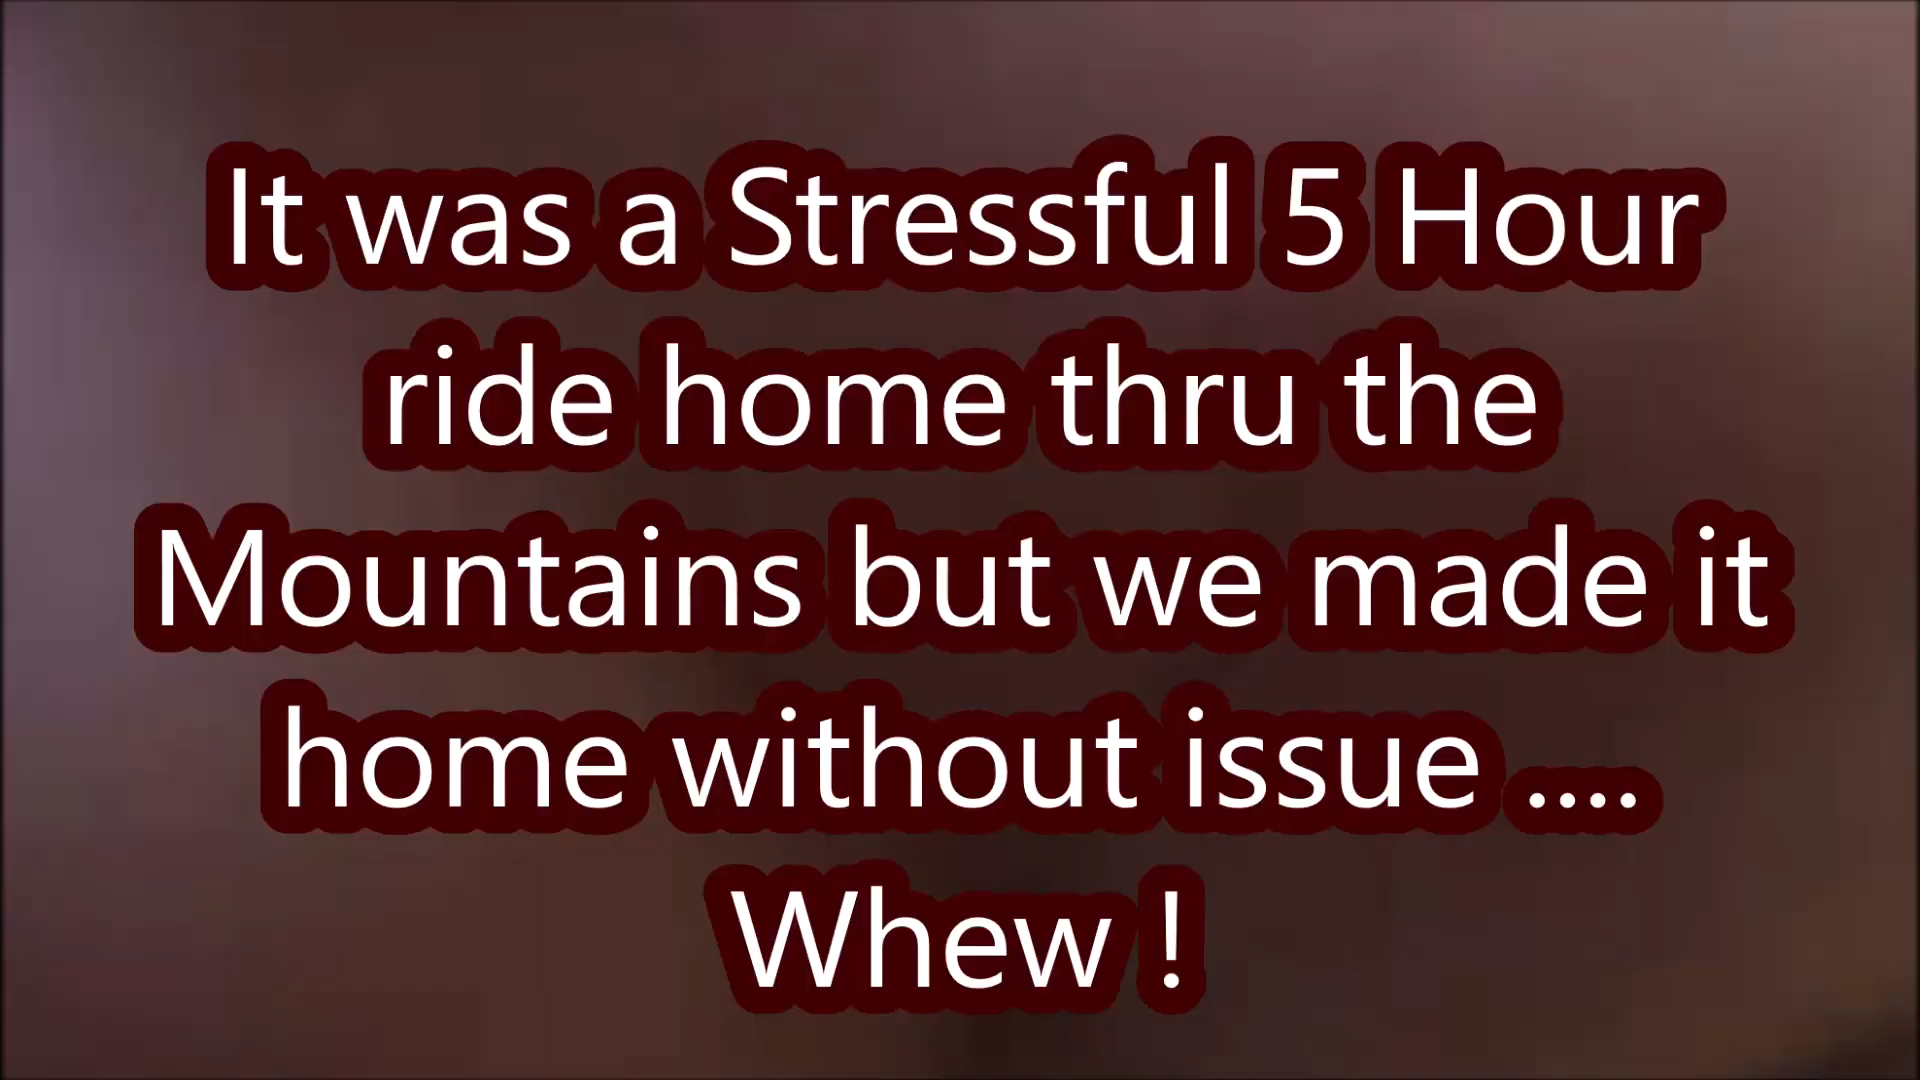 It was a Stressful 5 Hour
ride home thru the
Mountains but we made it
home without issue ....
Whew !